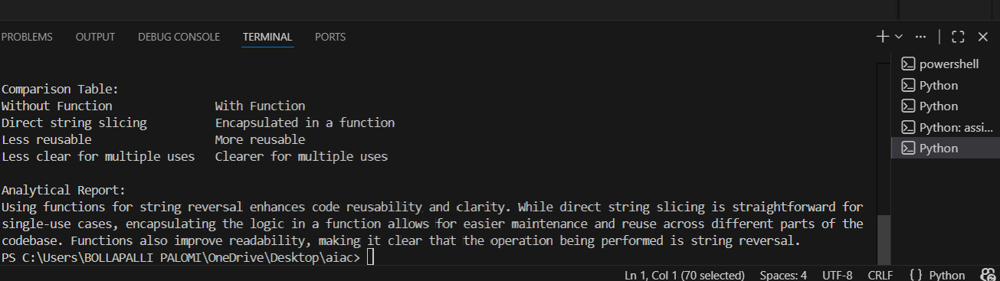 PROBLEMS OUTPUT DEBUG CONSOLE TERMINAL PORTS
powershell
Python
Python
Python: assi...
Python
Comparison Table:
Without Function With Function
Direct string slicing Encapsulated in a function
Less reusable More reusable
Less clear for multiple uses Clearer for multiple uses
Analytical Report:
Using functions for string reversal enhances code reusability and clarity. While direct string slicing is straightforward for
single-use cases, encapsulating the logic in a function allows for easier maintenance and reuse across different parts of the
codebase. Functions also improve readability, making it clear that the operation being performed is string reversal.
PS C:\Users\BOLLAPALLI PALOMI\OneDrive\Desktop\aiac>
Ln 1, Col 1 (70 selected) Spaces: 4 UTF-8 CRLF { } Python